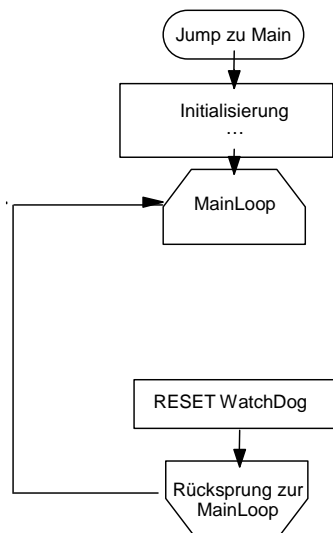 Jump zu Main
Initialisierung
...
MainLoop
RESET WatchDog
Rücksprung zur
MainLoop